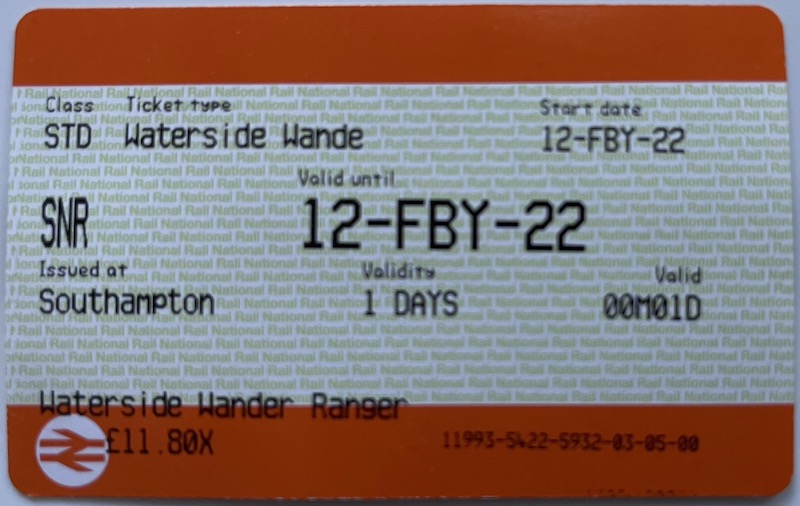 Class Ticket type Start date
STD Waterside Wande 12-FBY-22
Valid until
SNR 12-FBY-22
Issued at Validity Valid
Southampton 1 DAYS 00M01D
Waterside Wander Ranger
£11.80X 11993-5422-5932-03-05-00